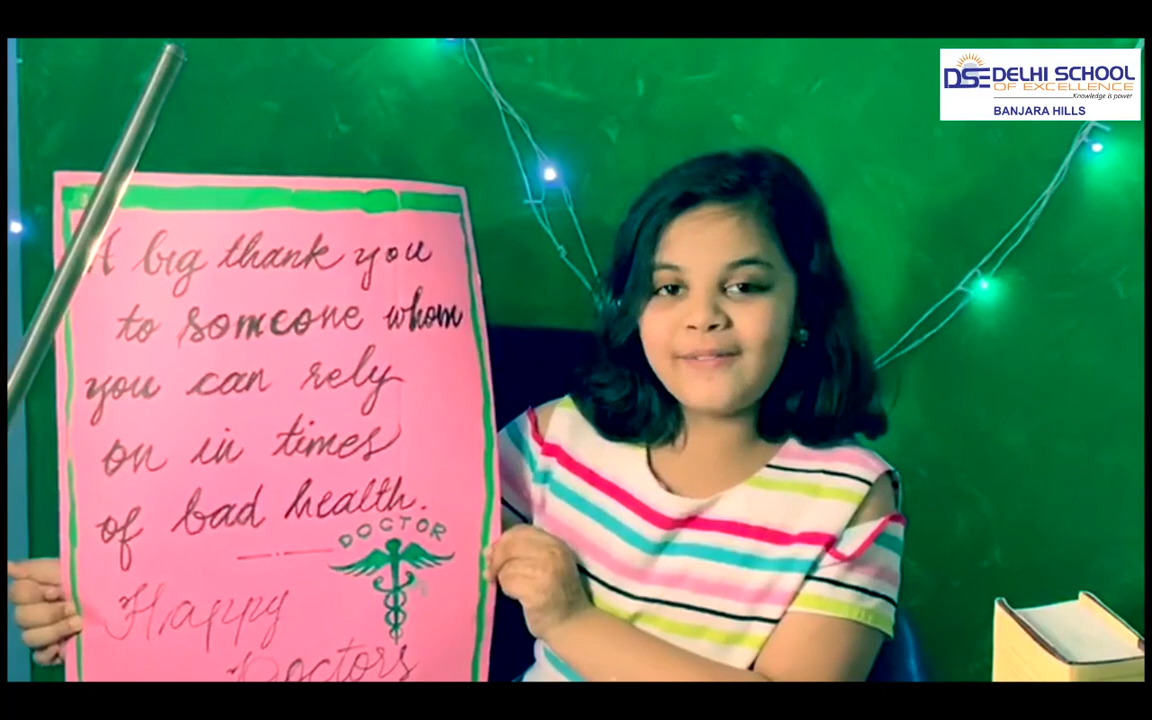 DSE DELHI SCHOOL
OF EXCELLENCE
Knowledge is power
BANJARA HILLS
A big thank you
to someone whom
you can rely
on in times
of bad health.
DOCTOR
Happy
Doctors